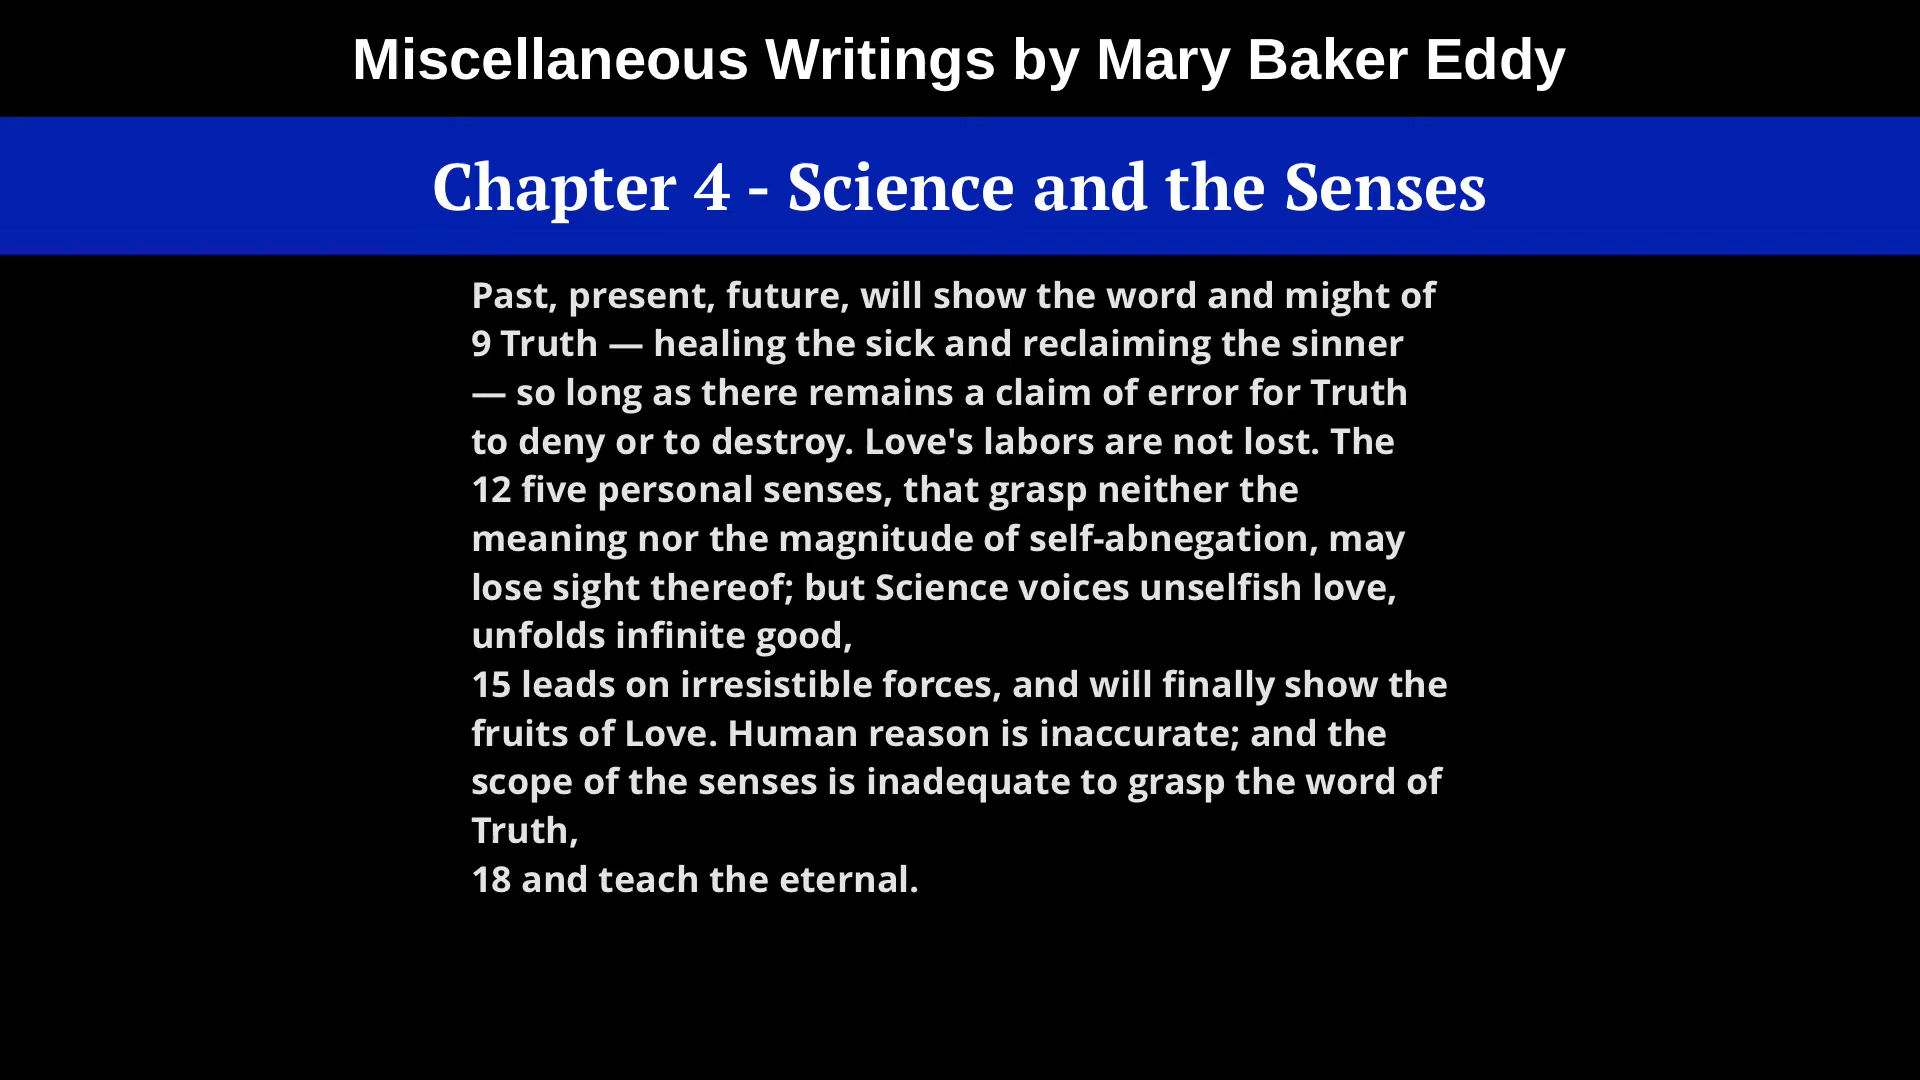 Miscellaneous Writings by Mary Baker Eddy
Chapter 4 - Science and the Senses
Past, present, future, will show the word and might of
9 Truth — healing the sick and reclaiming the sinner
— so long as there remains a claim of error for Truth
to deny or to destroy. Love's labors are not lost. The
12 five personal senses, that grasp neither the
meaning nor the magnitude of self-abnegation, may
lose sight thereof; but Science voices unselfish love,
unfolds infinite good,
15 leads on irresistible forces, and will finally show the
fruits of Love. Human reason is inaccurate; and the
scope of the senses is inadequate to grasp the word of
Truth,
18 and teach the eternal.